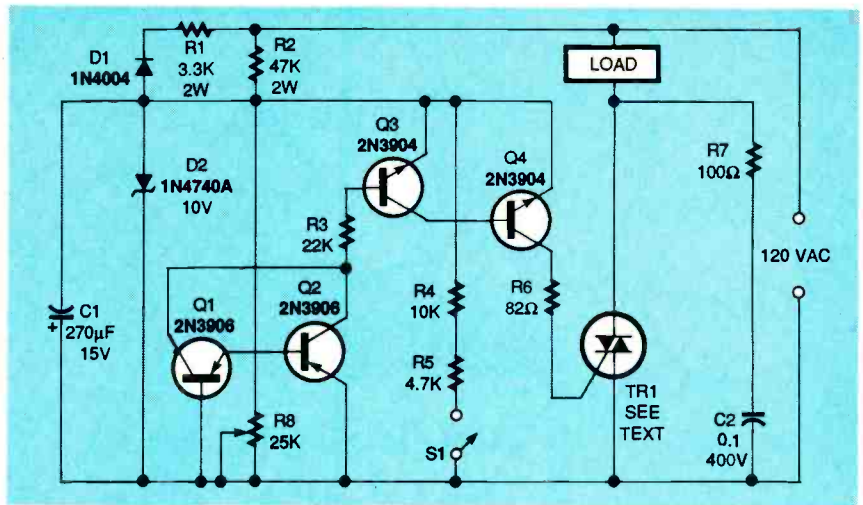 D1
1N4004
R1
3.3K
2W
R2
47K
2W
LOAD
Q3
2N3904
Q4
2N3904
R7
100Ω
D2
1N4740A
10V
R3
22K
120 VAC
C1
270µF
15V
+
Q1
2N3906
Q2
2N3906
R4
10K
R6
82Ω
R5
4.7K
TR1
SEE
TEXT
R8
25K
S1
C2
0.1
400V